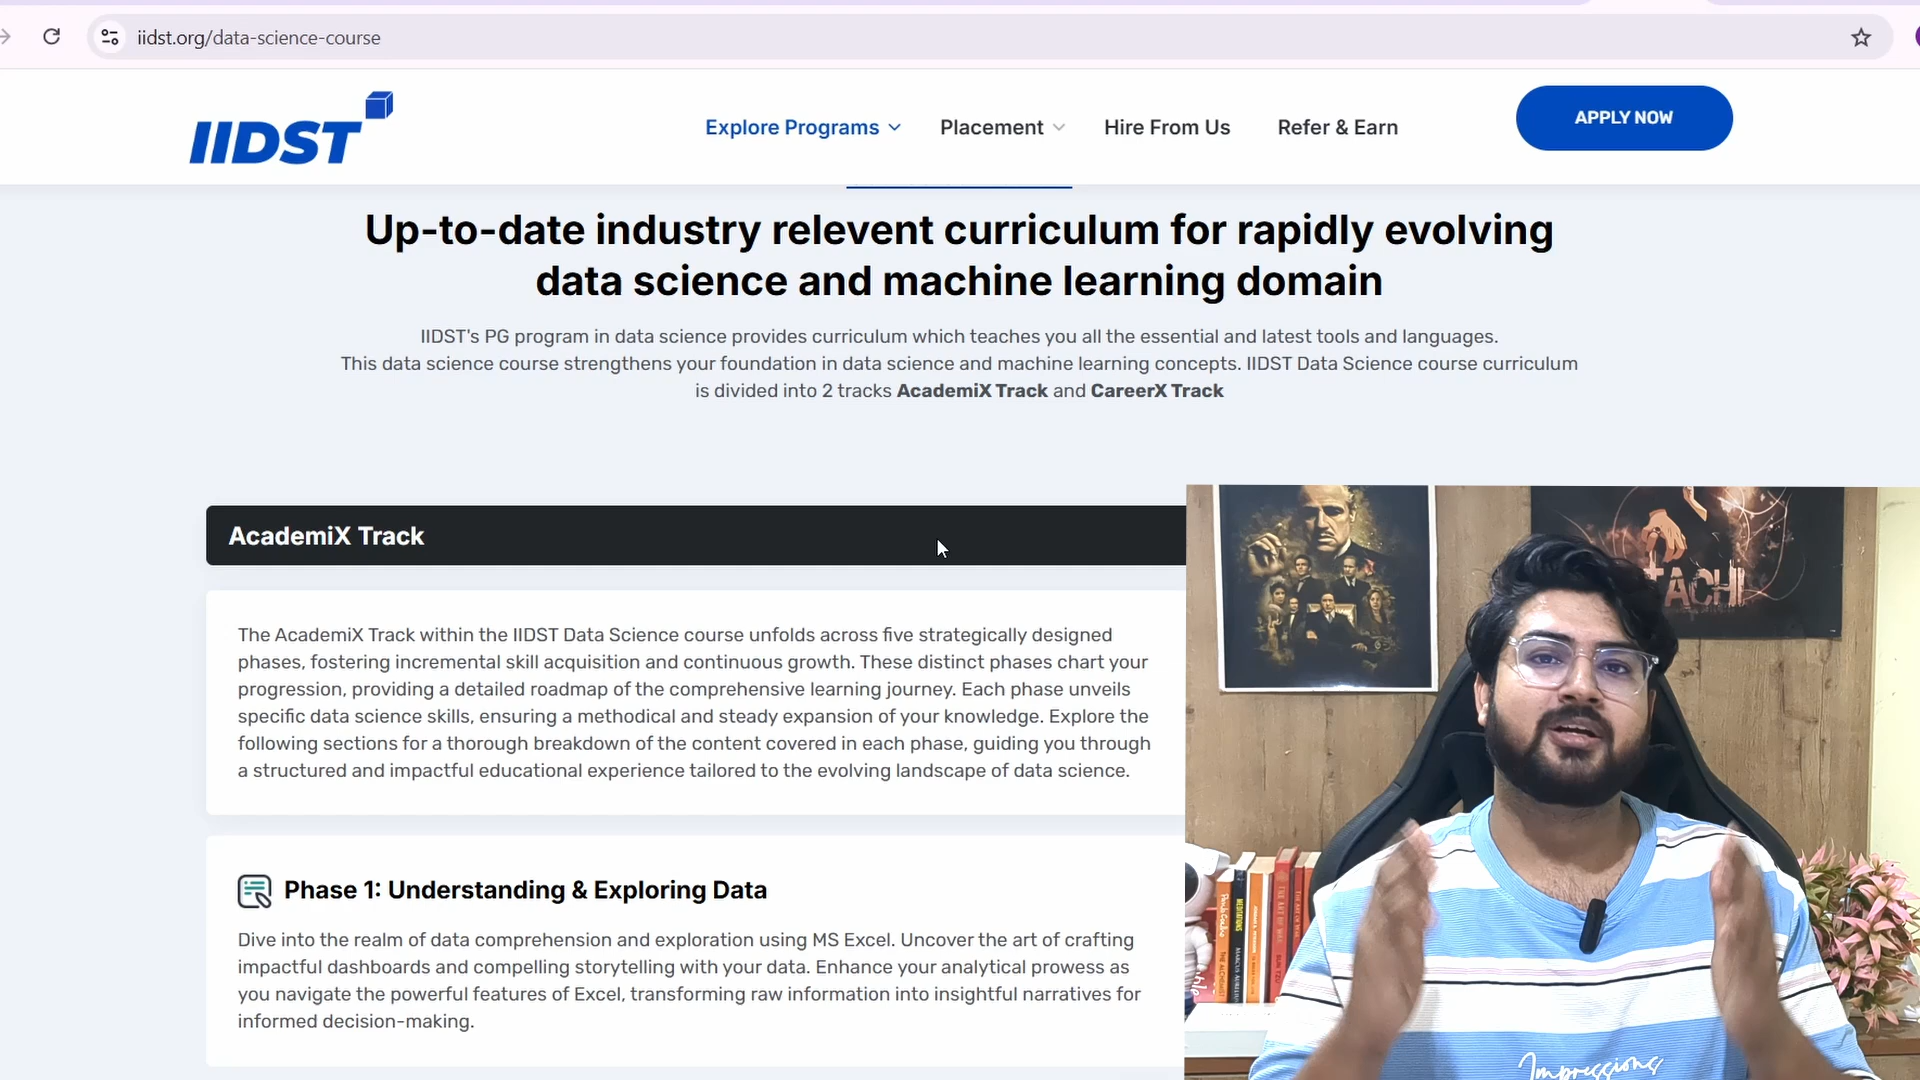 iidst.org/data-science-course
IIDST
Explore Programs
Placement
Hire From Us
Refer & Earn
APPLY NOW
Up-to-date industry relevent curriculum for rapidly evolving
data science and machine learning domain
IIDST's PG program in data science provides curriculum which teaches you all the essential and latest tools and languages.
This data science course strengthens your foundation in data science and machine learning concepts. IIDST Data Science course curriculum
is divided into 2 tracks AcademiX Track and CareerX Track
AcademiX Track
The AcademiX Track within the IIDST Data Science course unfolds across five strategically designed
phases, fostering incremental skill acquisition and continuous growth. These distinct phases chart your
progression, providing a detailed roadmap of the comprehensive learning journey. Each phase unveils
specific data science skills, ensuring a methodical and steady expansion of your knowledge. Explore the
following sections for a thorough breakdown of the content covered in each phase, guiding you through
a structured and impactful educational experience tailored to the evolving landscape of data science.
Phase 1: Understanding & Exploring Data
Dive into the realm of data comprehension and exploration using MS Excel. Uncover the art of crafting
impactful dashboards and compelling storytelling with your data. Enhance your analytical prowess as
you navigate the powerful features of Excel, transforming raw information into insightful narratives for
informed decision-making.
TACHI
MEDITATIONS
MARCUS AURELIUS
THE ALCHEMIST
Impressions